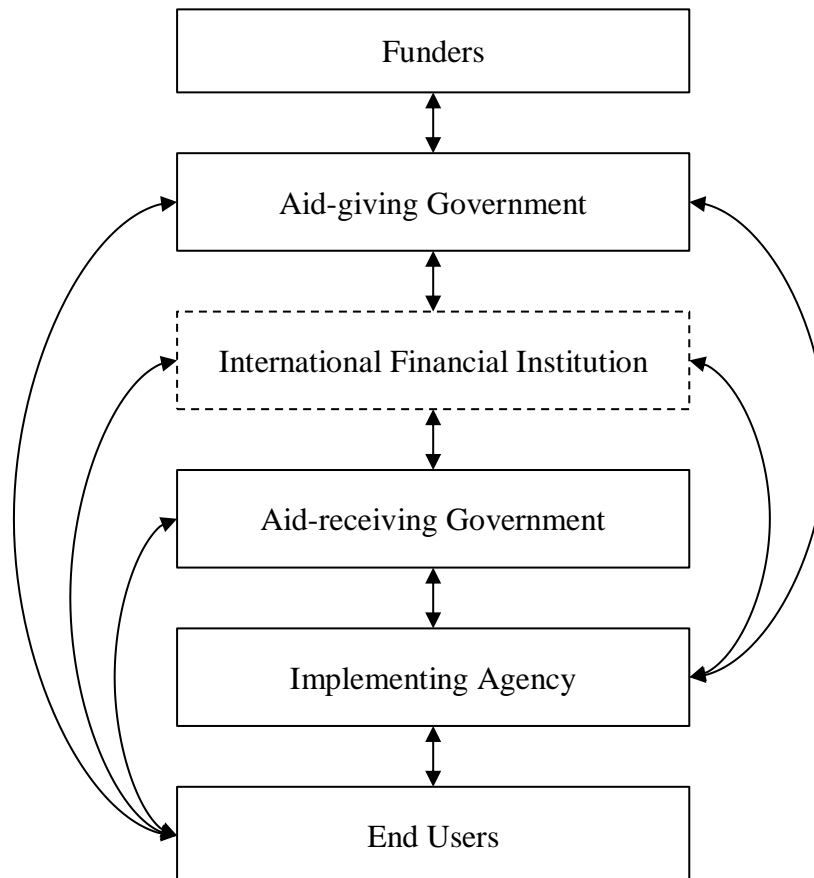 Funders
Aid-giving Government
International Financial Institution
Aid-receiving Government
Implementing Agency
End Users